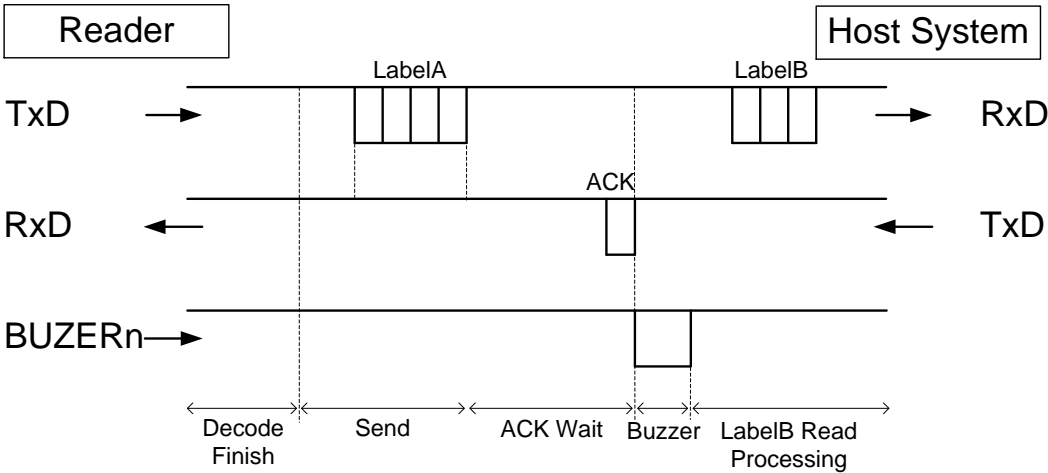 Reader
Host System
LabelA
LabelB
TxD
RxD
ACK
RxD
TxD
BUZERn
Decode
Finish
Send
ACK Wait
Buzzer
LabelB Read
Processing